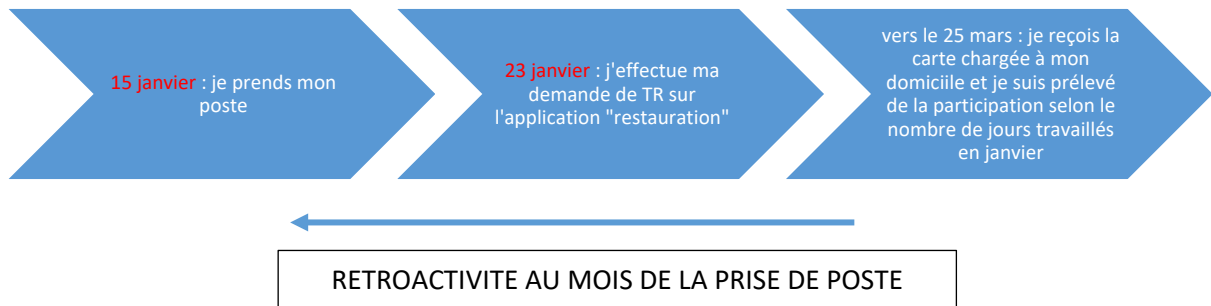 15 janvier : je prends mon
poste
23 janvier : j'effectue ma
demande de TR sur
l'application "restauration"
vers le 25 mars : je reçois la
carte chargée à mon
domiciile et je suis prélevé
de la participation selon le
nombre de jours travaillés
en janvier
RETROACTIVITE AU MOIS DE LA PRISE DE POSTE